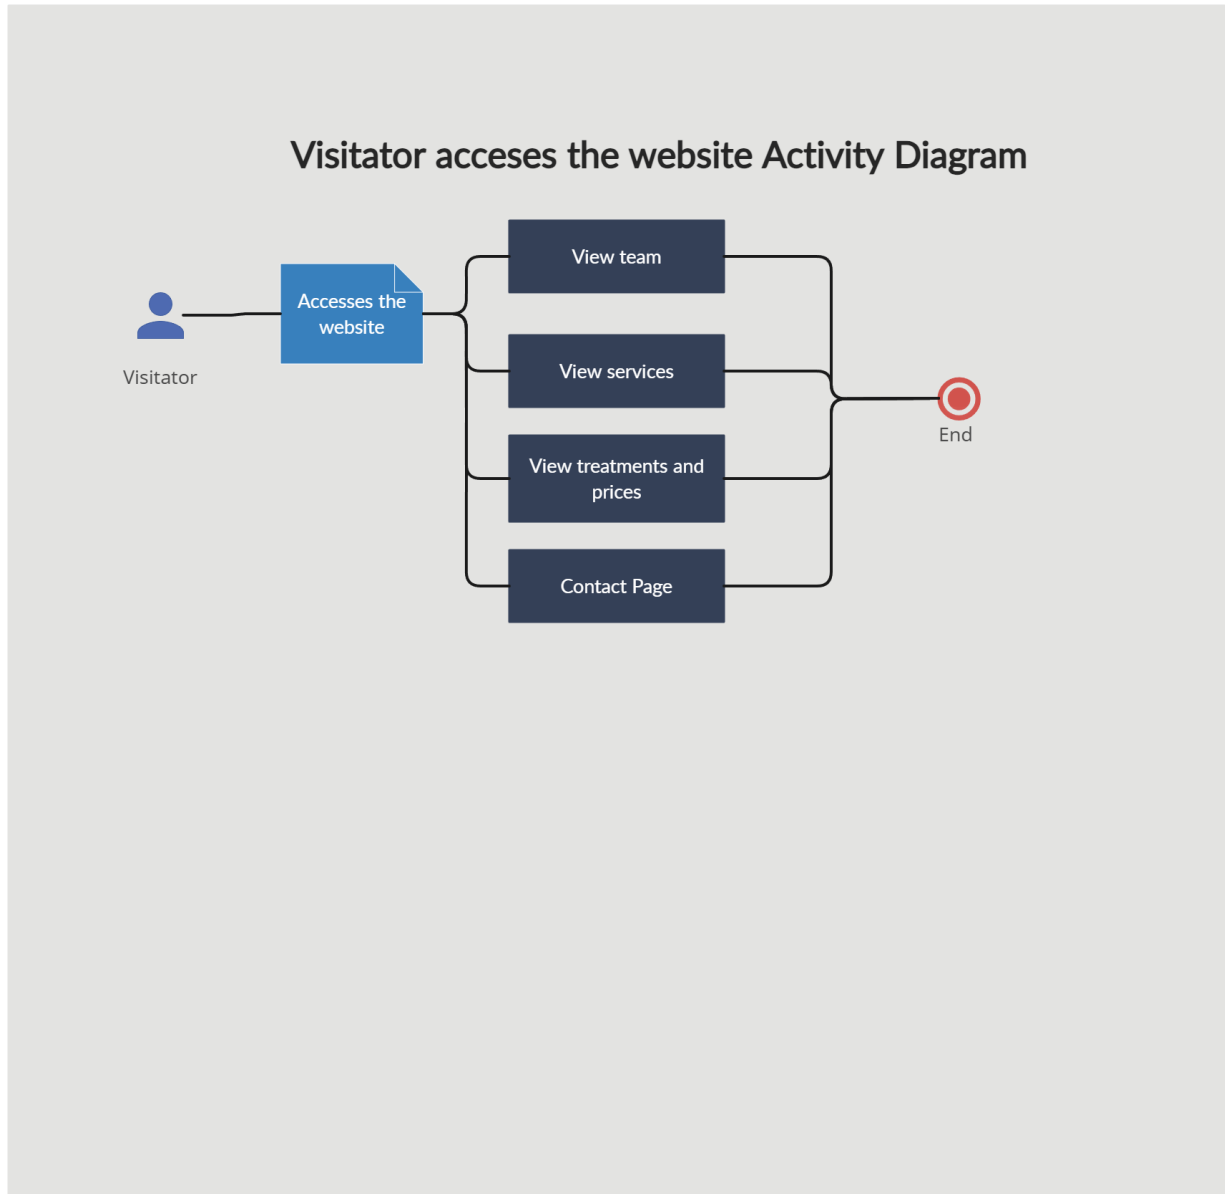 Visitator acceses the website Activity Diagram
Visitator
Accesses the
website
View team
View services
View treatments and
prices
Contact Page
End